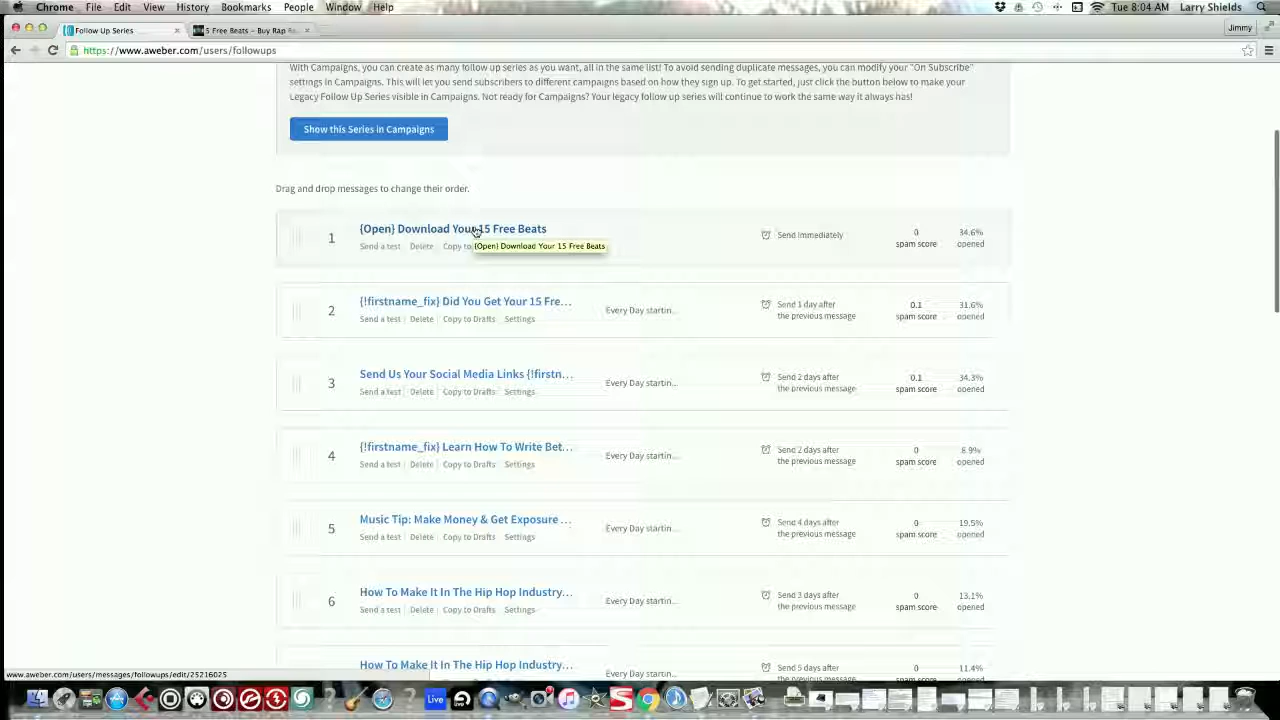 Chrome File Edit View History Bookmarks People Window Help Tue 8:04 AM Larry Shields
Follow Up Series
5 Free Beats – Buy Rap
Jimmy
https://www.aweber.com/users/followups
With Campaigns, you can create as many follow up series as you want, all in the same list! To avoid sending duplicate messages, you can modify your "On Subscribe"
settings in Campaigns. This will let you send subscribers to different campaigns based on how they sign up. To get started, just click the button below to make your
Legacy Follow Up Series visible in Campaigns. Not ready for Campaigns? Your legacy follow up series will continue to work the same way it always has!
Show this Series in Campaigns
Drag and drop messages to change their order.
1
{Open} Download Your 15 Free Beats
Send a test Delete Copy to
{Open} Download Your 15 Free Beats
Send Immediately
0
spam score
34.6%
opened
2
{!firstname_fix} Did You Get Your 15 Fre...
Send a test Delete Copy to Drafts Settings
Every Day startin...
Send 1 day after
the previous message
0.1
spam score
31.6%
opened
3
Send Us Your Social Media Links {!firstn...
Send a test Delete Copy to Drafts Settings
Every Day startin...
Send 2 days after
the previous message
0.1
spam score
34.3%
opened
4
{!firstname_fix} Learn How To Write Bet...
Send a test Delete Copy to Drafts Settings
Every Day startin...
Send 2 days after
the previous message
0
spam score
8.9%
opened
5
Music Tip: Make Money & Get Exposure ...
Send a test Delete Copy to Drafts Settings
Every Day startin...
Send 4 days after
the previous message
0
spam score
19.5%
opened
6
How To Make It In The Hip Hop Industry...
Send a test Delete Copy to Drafts Settings
Every Day startin...
Send 3 days after
the previous message
0
spam score
13.1%
opened
How To Make It In The Hip Hop Industry...
Every Day startin...
Send 5 days after
0
11.4%
www.aweber.com/users/messages/followups/edit/25216025
Live